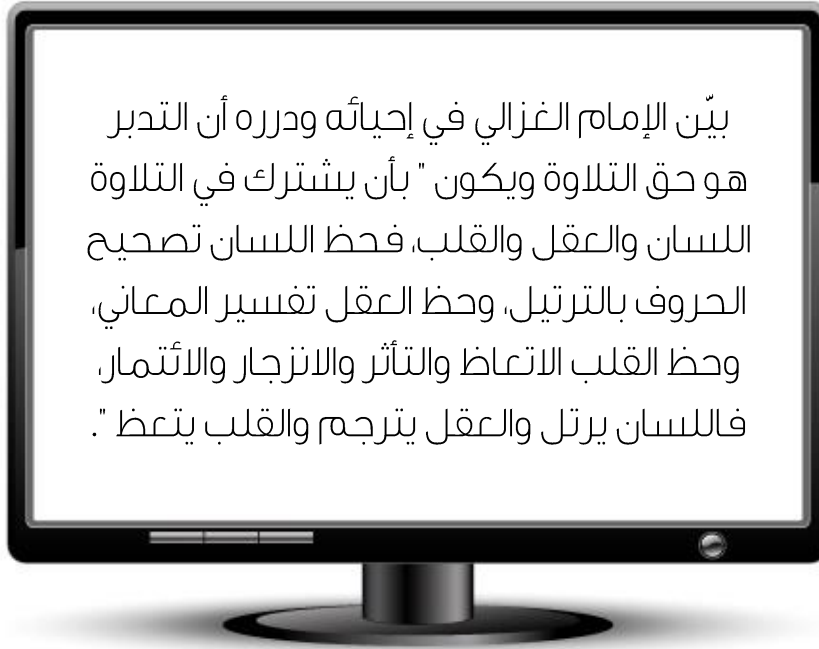 بيّن الإمام الغزالي في إحيائه ودرره أن التدبر
هو حق التلاوة ويكون " بأن يشترك في التلاوة
اللسان والعقل والقلب، فحظ اللسان تصحيح
الحروف بالترتيل، وحظ العقل تفسير المعاني،
وحظ القلب الاتعاظ والتأثر والانزجار والائتمار،
فاللسان يرتل والعقل يترجم والقلب يتعظ ".